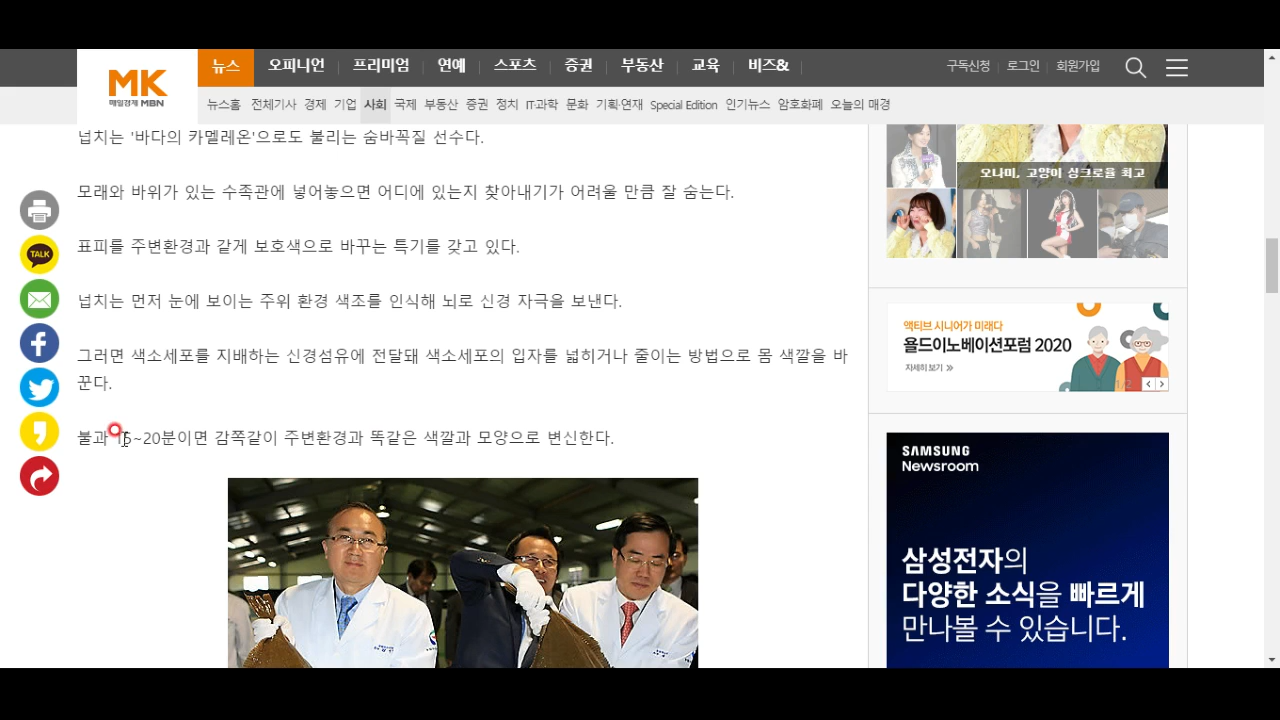 MK
매일경제 MBN
뉴스 오피니언 프리미엄 연예 스포츠 증권 부동산 교육 비즈&
구독신청 로그인 회원가입
뉴스홈 전체기사 경제 기업 사회 국제 부동산 증권 정치 IT·과학 문화 기획·연재 Special Edition 인기뉴스 암호화폐 오늘의 매경
넙치는 '바다의 카멜레온'으로도 불리는 숨바꼭질 선수다.
모래와 바위가 있는 수족관에 넣어놓으면 어디에 있는지 찾아내기가 어려울 만큼 잘 숨는다.
표피를 주변환경과 같게 보호색으로 바꾸는 특기를 갖고 있다.
넙치는 먼저 눈에 보이는 주위 환경 색조를 인식해 뇌로 신경 자극을 보낸다.
그러면 색소세포를 지배하는 신경섬유에 전달돼 색소세포의 입자를 넓히거나 줄이는 방법으로 몸 색깔을 바
꾼다.
불과 ~20분이면 감쪽같이 주변환경과 똑같은 색깔과 모양으로 변신한다.
TALK
오나미, 고양이 싱크로율 최고
액티브 시니어가 미래다
욜드이노베이션포럼 2020
자세히 보기
1/2
SAMSUNG
Newsroom
삼성전자의
다양한 소식을 빠르게
만나볼 수 있습니다.